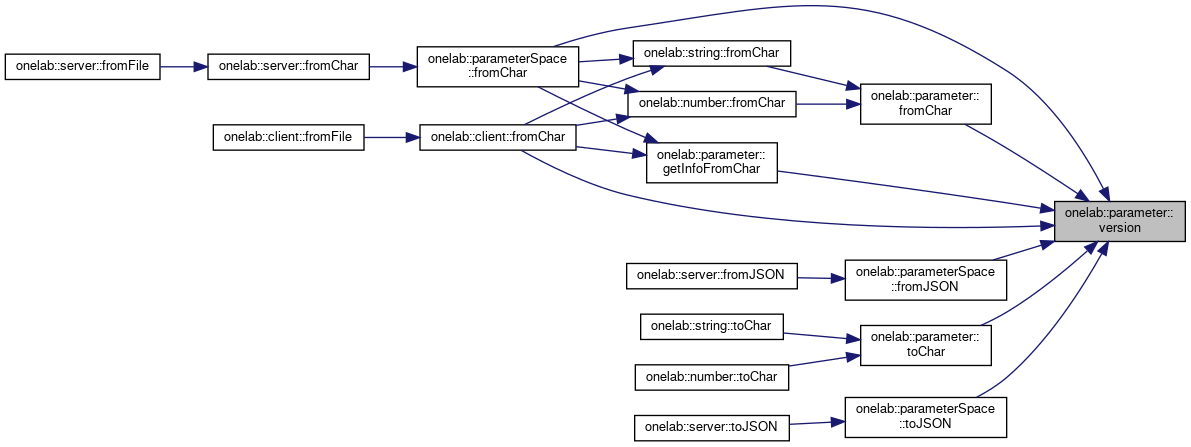 onelab::server::fromFile
onelab::server::fromChar
onelab::parameterSpace
::fromChar
onelab::string::fromChar
onelab::number::fromChar
onelab::parameter::
fromChar
onelab::client::fromFile
onelab::client::fromChar
onelab::parameter::
getInfoFromChar
onelab::parameter::
version
onelab::server::fromJSON
onelab::parameterSpace
::fromJSON
onelab::string::toChar
onelab::parameter::
toChar
onelab::number::toChar
onelab::server::toJSON
onelab::parameterSpace
::toJSON